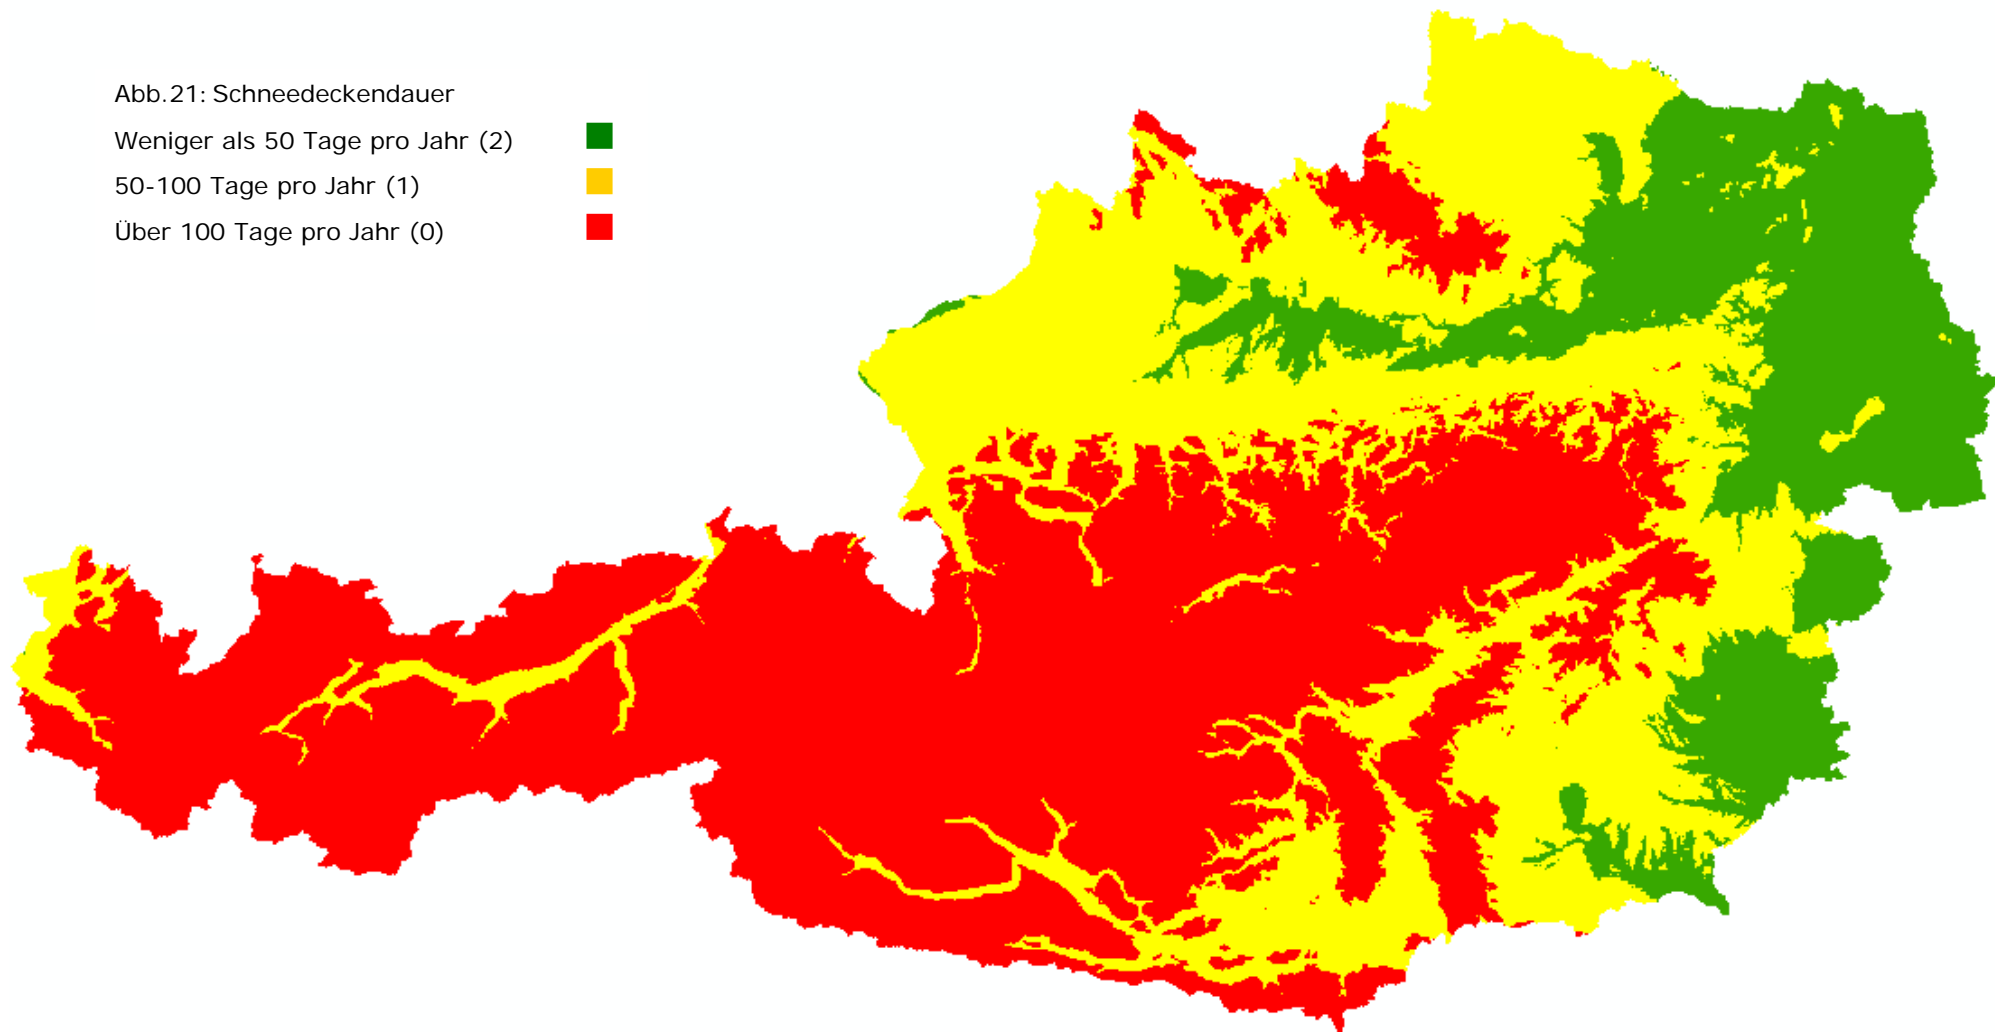 Abb.21: Schneedeckendauer
Weniger als 50 Tage pro Jahr (2)
50-100 Tage pro Jahr (1)
Über 100 Tage pro Jahr (0)